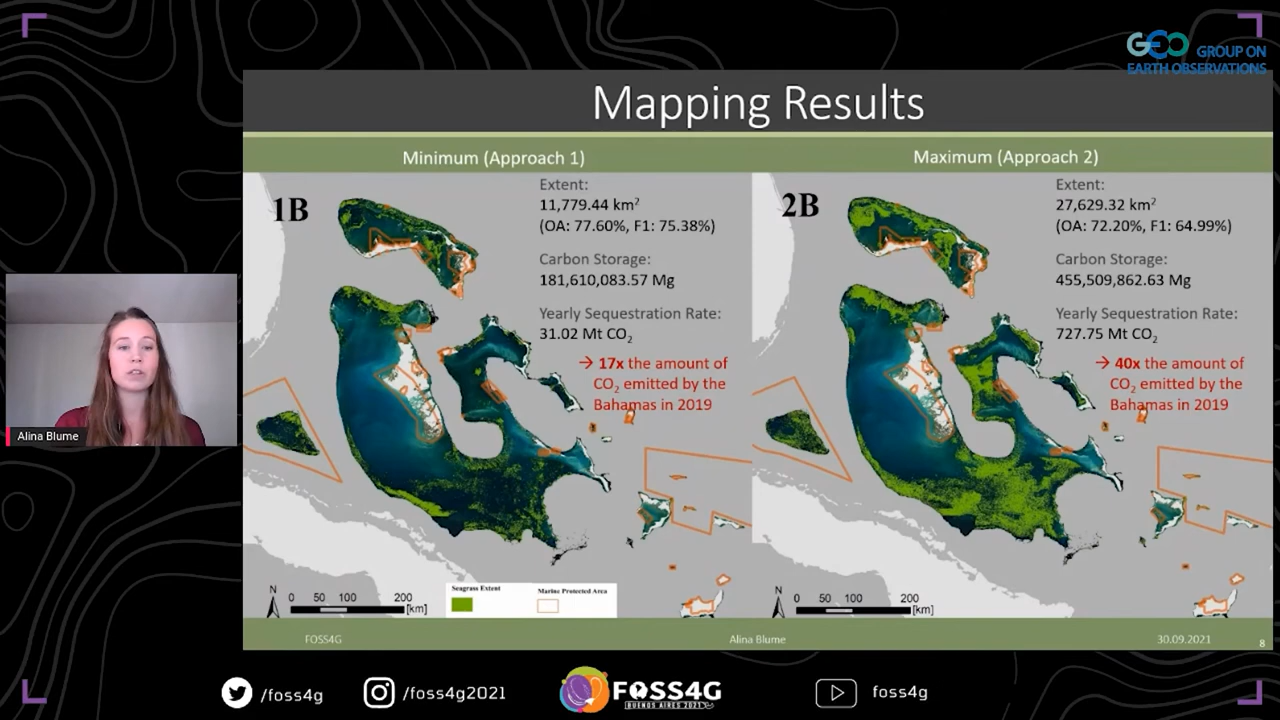 GEO GROUP ON
EARTH OBSERVATIONS
Mapping Results
Minimum (Approach 1)
Maximum (Approach 2)
1B
Extent:
11,779.44 km²
(OA: 77.60%, F1: 75.38%)
Carbon Storage:
181,610,083.57 Mg
Yearly Sequestration Rate:
31.02 Mt CO₂
→ 17x the amount of
CO₂ emitted by the
Bahamas in 2019
2B
Extent:
27,629.32 km²
(OA: 72.20%, F1: 64.99%)
Carbon Storage:
455,509,862.63 Mg
Yearly Sequestration Rate:
727.75 Mt CO₂
→ 40x the amount of
CO₂ emitted by the
Bahamas in 2019
Alina Blume
N
0 50 100 200
[km]
Seagrass Extent
Marine Protected Area
N
0 50 100 200
[km]
FOSS4G
Alina Blume
30.09.2021
8
/foss4g
/foss4g2021
FOSS4G
BUENOS AIRES 2021
foss4g